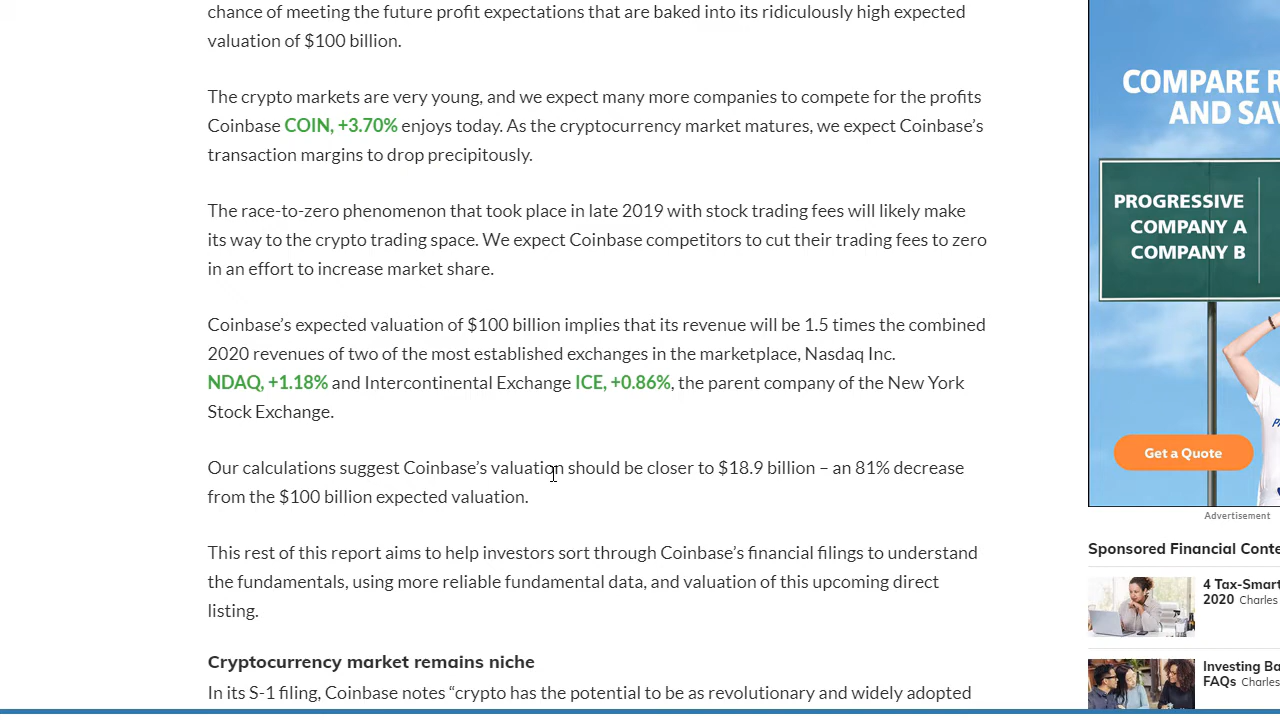 chance of meeting the future profit expectations that are baked into its ridiculously high expected
valuation of $100 billion.
The crypto markets are very young, and we expect many more companies to compete for the profits
Coinbase COIN, +3.70% enjoys today. As the cryptocurrency market matures, we expect Coinbase’s
transaction margins to drop precipitously.
The race-to-zero phenomenon that took place in late 2019 with stock trading fees will likely make
its way to the crypto trading space. We expect Coinbase competitors to cut their trading fees to zero
in an effort to increase market share.
Coinbase’s expected valuation of $100 billion implies that its revenue will be 1.5 times the combined
2020 revenues of two of the most established exchanges in the marketplace, Nasdaq Inc.
NDAQ, +1.18% and Intercontinental Exchange ICE, +0.86%, the parent company of the New York
Stock Exchange.
Our calculations suggest Coinbase’s valuation should be closer to $18.9 billion – an 81% decrease
from the $100 billion expected valuation.
This rest of this report aims to help investors sort through Coinbase’s financial filings to understand
the fundamentals, using more reliable fundamental data, and valuation of this upcoming direct
listing.
Cryptocurrency market remains niche
In its S-1 filing, Coinbase notes “crypto has the potential to be as revolutionary and widely adopted
COMPARE R
AND SAV
PROGRESSIVE
COMPANY A
COMPANY B
Get a Quote
Advertisement
Sponsored Financial Conte
4 Tax-Smart
2020 Charles
Investing Ba
FAQs Charles